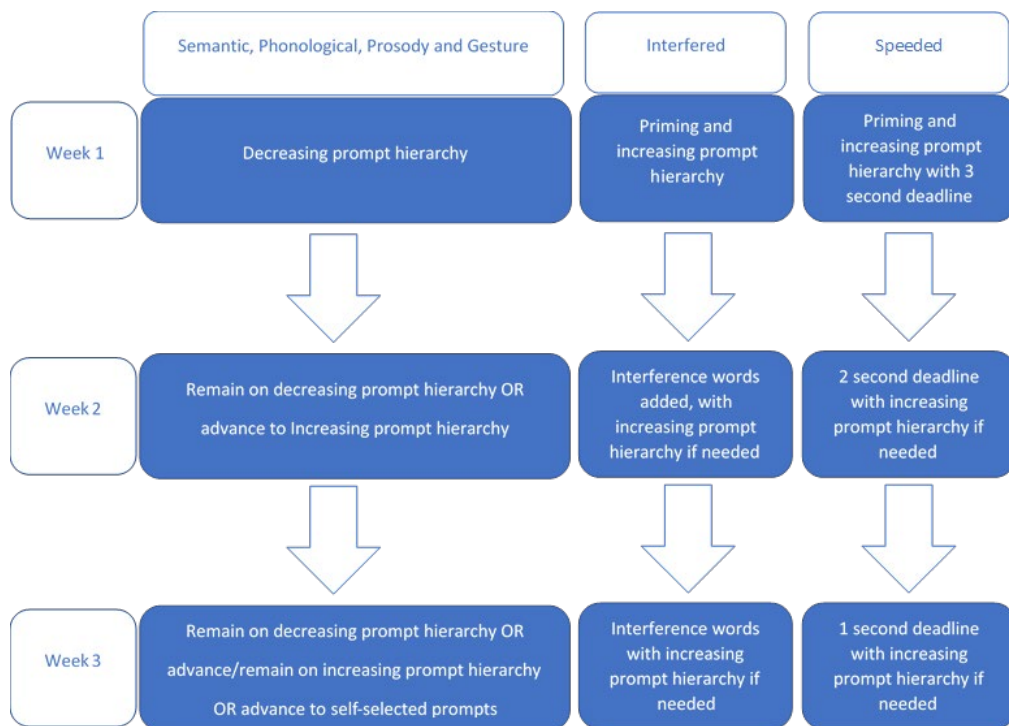 Semantic, Phonological, Prosody and Gesture
Interfered
Speeded
Week 1
Decreasing prompt hierarchy
Priming and
increasing prompt
hierarchy
Priming and
increasing prompt
hierarchy with 3
second deadline
Week 2
Remain on decreasing prompt hierarchy OR
advance to Increasing prompt hierarchy
Interference words
added, with
increasing prompt
hierarchy if needed
2 second deadline
with increasing
prompt hierarchy if
needed
Week 3
Remain on decreasing prompt hierarchy OR
advance/remain on increasing prompt hierarchy
OR advance to self-selected prompts
Interference words
with increasing
prompt hierarchy if
needed
1 second deadline
with increasing
prompt hierarchy if
needed